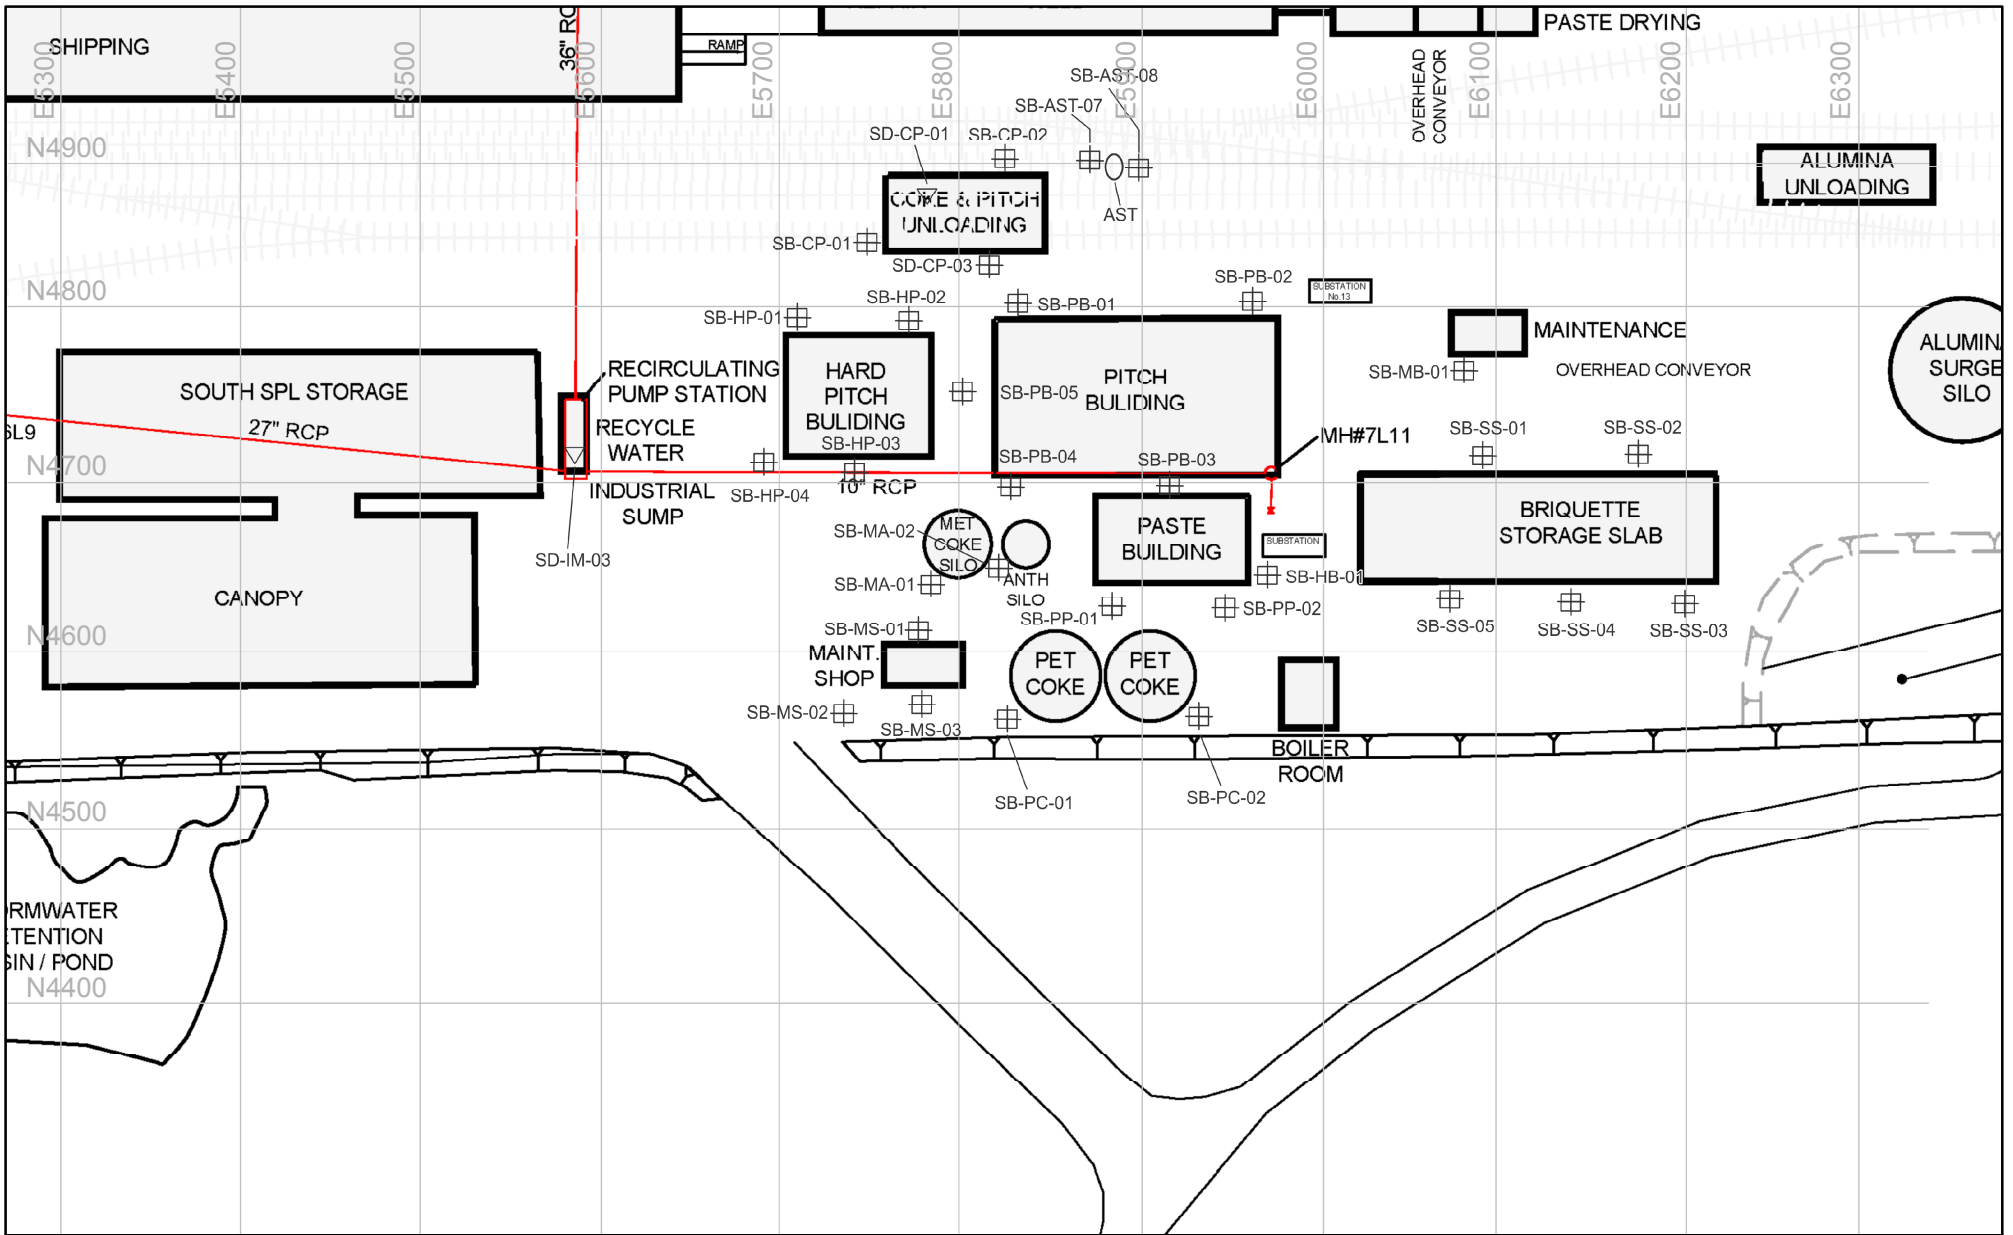 SHIPPING
36" RC
RAMP
PASTE DRYING
E5300
E5400
E5500
E5600
E5700
E5800
E5900
E6000
E6100
E6200
E6300
OVERHEAD
CONVEYOR
SB-AST-08
SB-AST-07
SD-CP-01
SB-CP-02
N4900
AST
COKE & PITCH
UNLOADING
ALUMINA
UNLOADING
SB-CP-01
SD-CP-03
N4800
SB-HP-02
SB-HP-01
SB-PB-01
SB-PB-02
SUBSTATION
No.13
MAINTENANCE
SB-MB-01
OVERHEAD CONVEYOR
ALUMINA
SURGE
SILO
SOUTH SPL STORAGE
27" RCP
SL9
RECIRCULATING
PUMP STATION
RECYCLE
WATER
HARD
PITCH
BULIDING
SB-HP-03
SB-PB-05
PITCH
BULIDING
MH#7L11
SB-SS-01
SB-SS-02
N4700
SB-PB-04
SB-PB-03
SB-HP-04
10" RCP
INDUSTRIAL
SUMP
SD-IM-03
CANOPY
SB-MA-02
MET
COKE
SILO
SB-MA-01
ANTH
SILO
PASTE
BUILDING
SUBSTATION
SB-HB-01
BRIQUETTE
STORAGE SLAB
SB-PP-01
SB-PP-02
SB-SS-05
SB-SS-04
SB-SS-03
N4600
SB-MS-01
MAINT.
SHOP
PET
COKE
PET
COKE
SB-MS-02
SB-MS-03
BOILER
ROOM
SB-PC-01
SB-PC-02
N4500
RMWATER
TENTION
SIN / POND
N4400